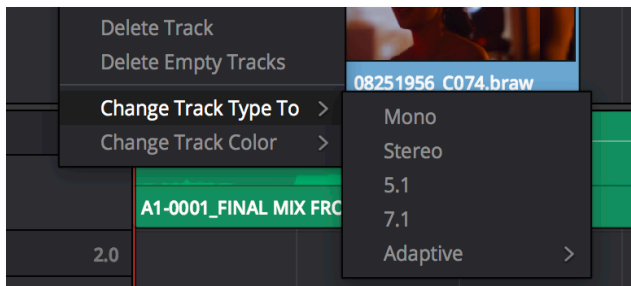 Delete Track
Delete Empty Tracks
08251956_C074.braw
Change Track Type To >
Mono
Change Track Color >
Stereo
5.1
A1-0001_FINAL MIX FRO
7.1
2.0
Adaptive >